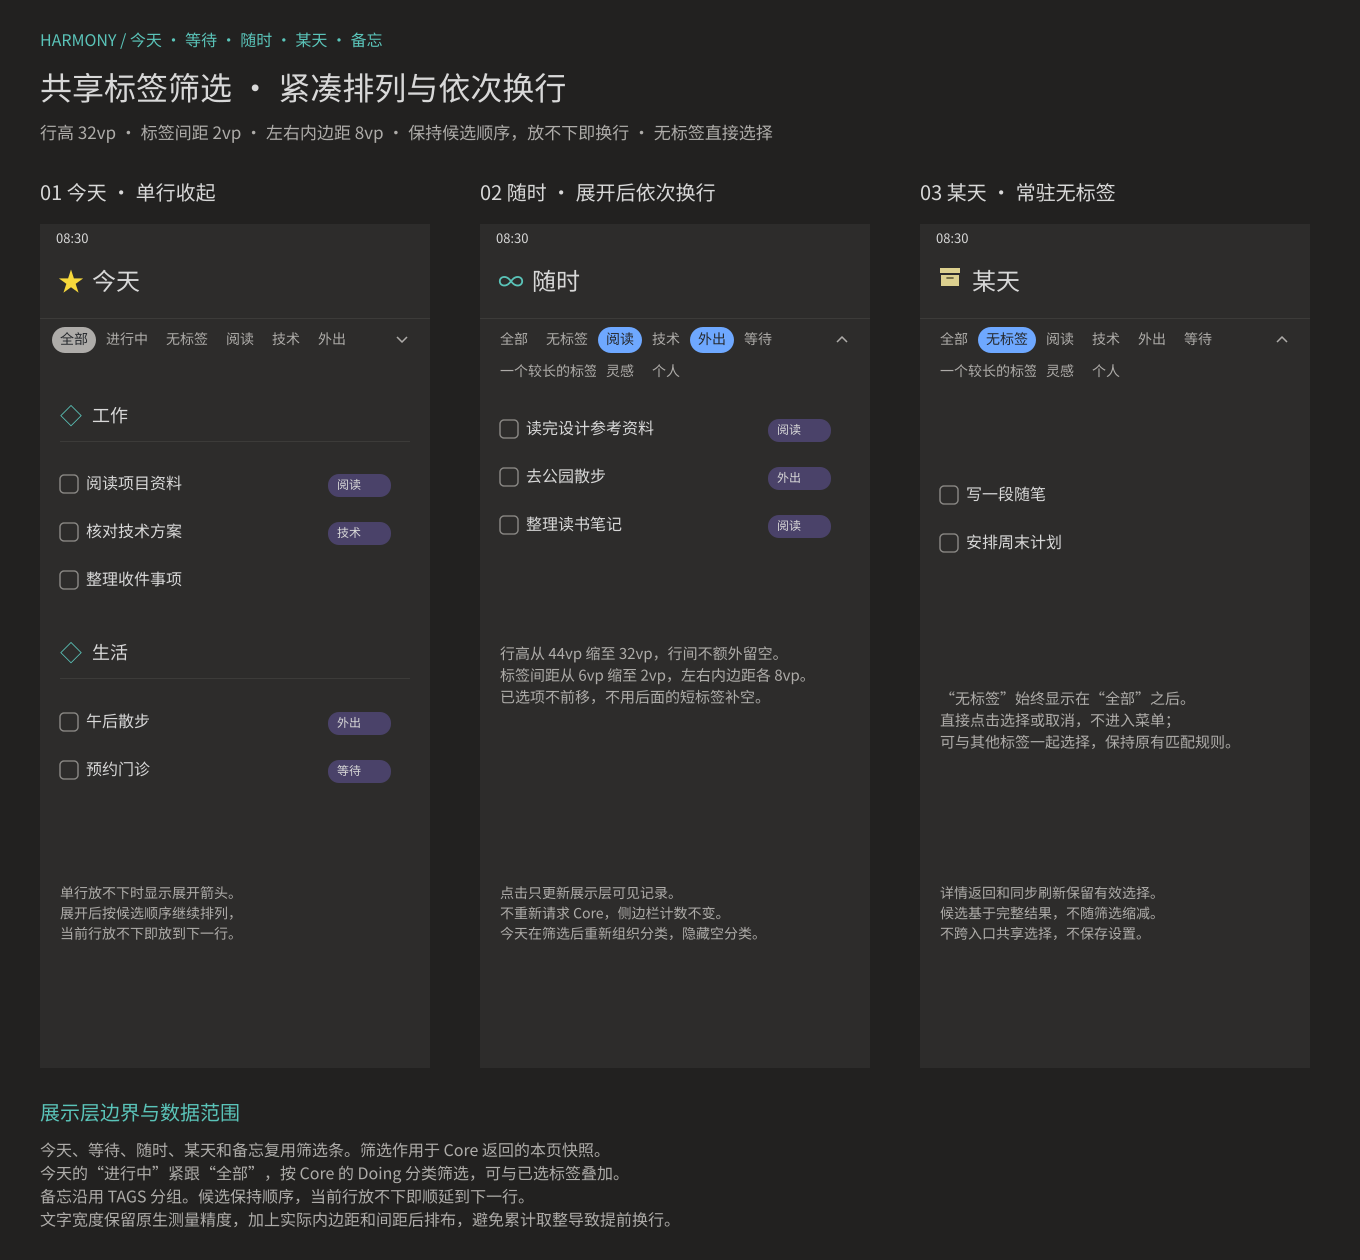 HARMONY / 今天 · 等待 · 随时 · 某天 · 备忘
共享标签筛选 · 紧凑排列与依次换行
行高 32vp · 标签间距 2vp · 左右内边距 8vp · 保持候选顺序，放不下即换行 · 无标签直接选择
01 今天 · 单行收起
08:30
今天
全部 进行中 无标签 阅读 技术 外出
工作
阅读项目资料 阅读
核对技术方案 技术
整理收件事项
生活
午后散步 外出
预约门诊 等待
单行放不下时显示展开箭头。
展开后按候选顺序继续排列，
当前行放不下即放到下一行。
02 随时 · 展开后依次换行
08:30
随时
全部 无标签 阅读 技术 外出 等待
一个较长的标签 灵感 个人
读完设计参考资料 阅读
去公园散步 外出
整理读书笔记 阅读
行高从 44vp 缩至 32vp，行间不额外留空。
标签间距从 6vp 缩至 2vp，左右内边距各 8vp。
已选项不前移，不用后面的短标签补空。
点击只更新展示层可见记录。
不重新请求 Core，侧边栏计数不变。
今天在筛选后重新组织分类，隐藏空分类。
03 某天 · 常驻无标签
08:30
某天
全部 无标签 阅读 技术 外出 等待
一个较长的标签 灵感 个人
写一段随笔
安排周末计划
“无标签”始终显示在“全部”之后。
直接点击选择或取消，不进入菜单；
可与其他标签一起选择，保持原有匹配规则。
详情返回和同步刷新保留有效选择。
候选基于完整结果，不随筛选缩减。
不跨入口共享选择，不保存设置。
展示层边界与数据范围
今天、等待、随时、某天和备忘复用筛选条。筛选作用于 Core 返回的本页快照。
今天的“进行中”紧跟“全部”，按 Core 的 Doing 分类筛选，可与已选标签叠加。
备忘沿用 TAGS 分组。候选保持顺序，当前行放不下即顺延到下一行。
文字宽度保留原生测量精度，加上实际内边距和间距后排布，避免累计取整导致提前换行。